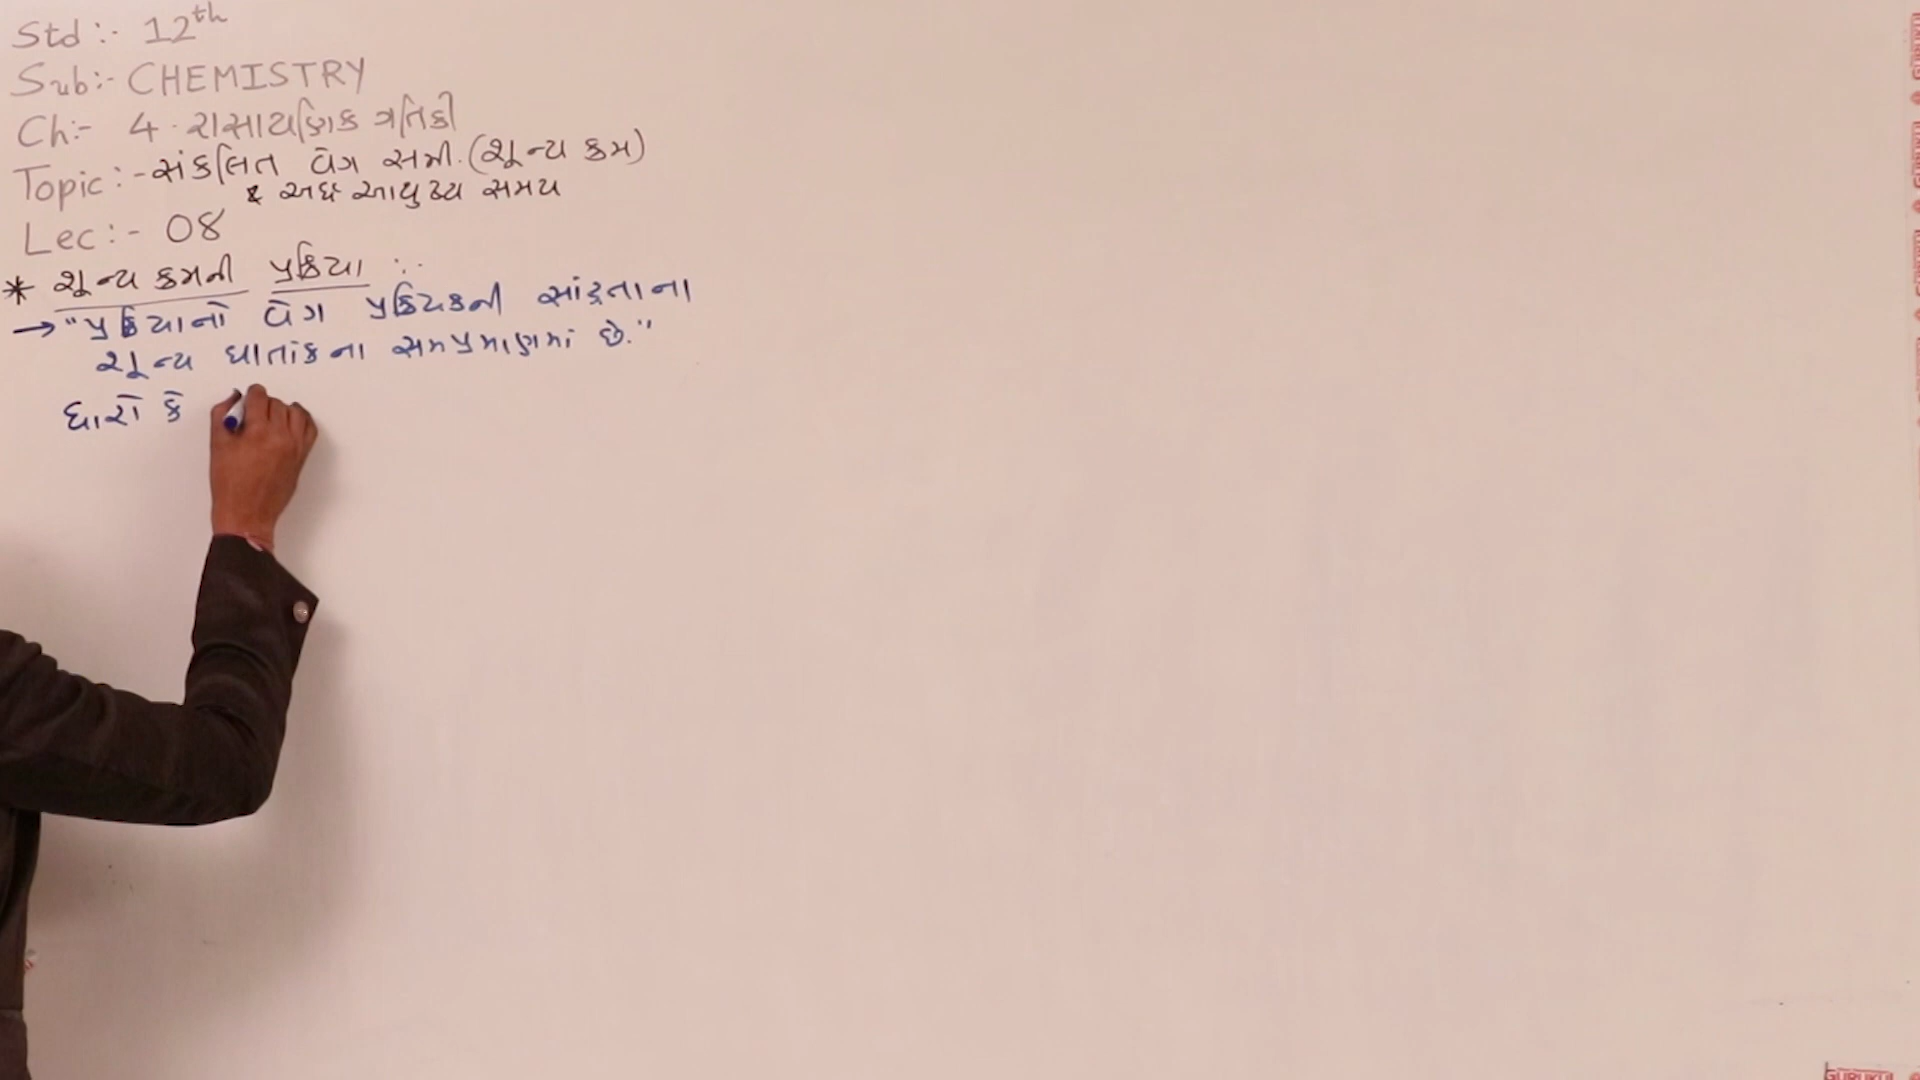 Std :- 12th
Sub:- CHEMISTRY
Ch:- 4. રાસાયણિક ગતિકી
Topic :- સંકલિત વેગ સમી. (શૂન્ય ક્રમ)
& અર્ધ આયુષ્ય સમય
Lec :- 08
* શૂન્ય ક્રમની પ્રક્રિયા :-
→ "પ્રક્રિયાનો વેગ પ્રક્રિયકની સાંદ્રતાના
શૂન્ય ઘાતાંકના સમપ્રમાણમાં છે."
ધારો કે
GURUKUL